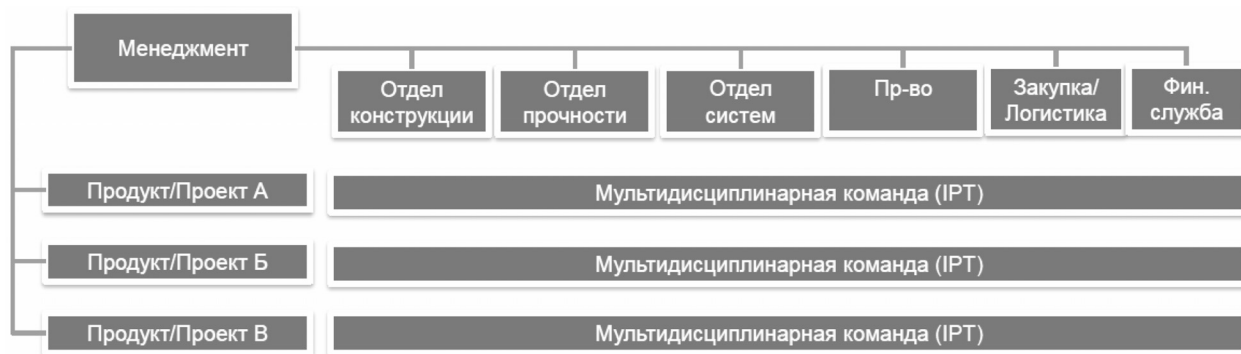 Менеджмент
Отдел
конструкции
Отдел
прочности
Отдел
систем
Пр-во
Закупка/
Логистика
Фин.
служба
Продукт/Проект А
Мультидисциплинарная команда (IPT)
Продукт/Проект Б
Мультидисциплинарная команда (IPT)
Продукт/Проект В
Мультидисциплинарная команда (IPT)